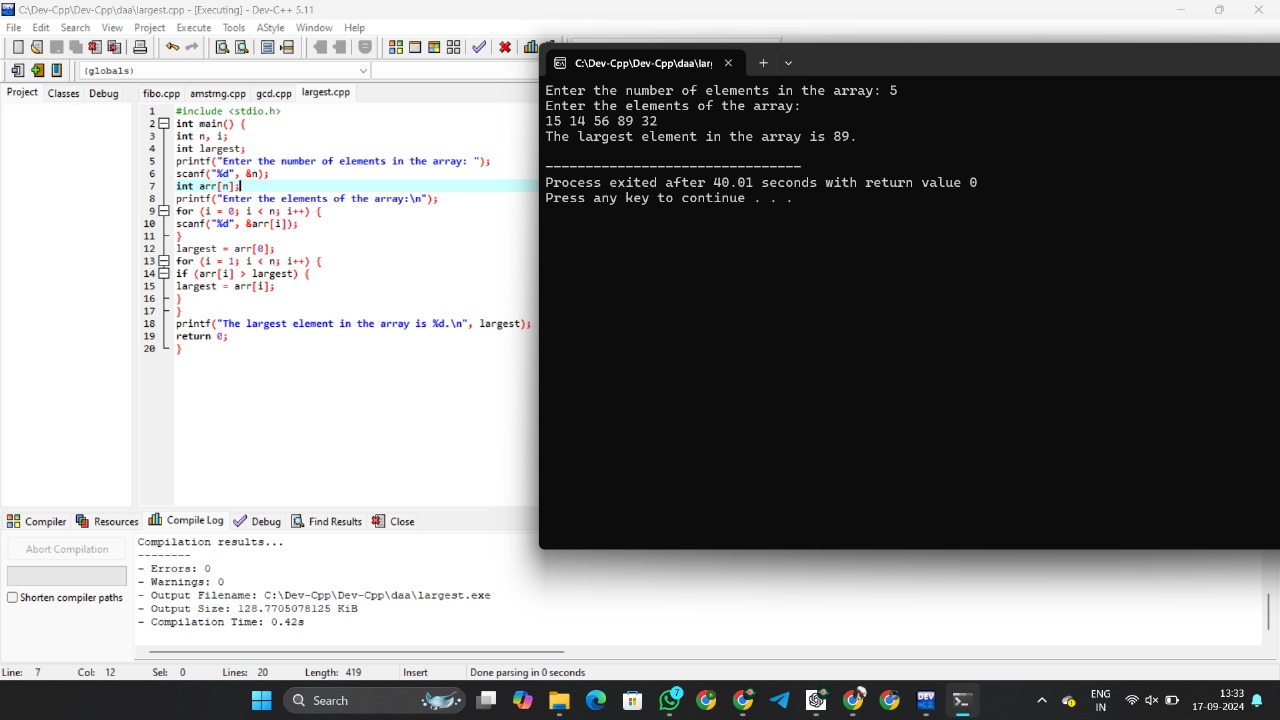 C:\Dev-Cpp\Dev-Cpp\daa\largest.cpp - [Executing] - Dev-C++ 5.11
File Edit Search View Project Execute Tools AStyle Window Help
(globals)
Project Classes Debug
fibo.cpp amstrng.cpp gcd.cpp largest.cpp
1 #include <stdio.h>
2 int main() {
3 int n, i;
4 int largest;
5 printf("Enter the number of elements in the array: ");
6 scanf("%d", &n);
7 int arr[n];
8 printf("Enter the elements of the array:\n");
9 for (i = 0; i < n; i++) {
10 scanf("%d", &arr[i]);
11 }
12 largest = arr[0];
13 for (i = 1; i < n; i++) {
14 if (arr[i] > largest) {
15 largest = arr[i];
16 }
17 }
18 printf("The largest element in the array is %d.\n", largest);
19 return 0;
20 }
C:\Dev-Cpp\Dev-Cpp\daa\lar
Enter the number of elements in the array: 5
Enter the elements of the array:
15 14 56 89 32
The largest element in the array is 89.
--------------------------------
Process exited after 40.01 seconds with return value 0
Press any key to continue . . .
Compiler Resources Compile Log Debug Find Results Close
Abort Compilation
Shorten compiler paths
Compilation results...
--------
- Errors: 0
- Warnings: 0
- Output Filename: C:\Dev-Cpp\Dev-Cpp\daa\largest.exe
- Output Size: 128.7705078125 KiB
- Compilation Time: 0.42s
Line: 7 Col: 12 Sel: 0 Lines: 20 Length: 419 Insert Done parsing in 0 seconds
Search
7
ENG
IN
13:33
17-09-2024